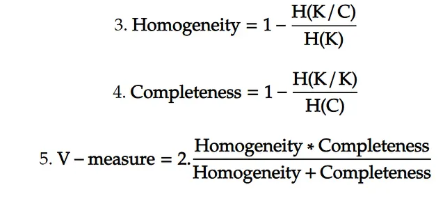 3. Homogeneity = 1 − H(K/C) / H(K)
4. Completeness = 1 − H(K/K) / H(C)
5. V − measure = 2. Homogeneity * Completeness / Homogeneity + Completeness